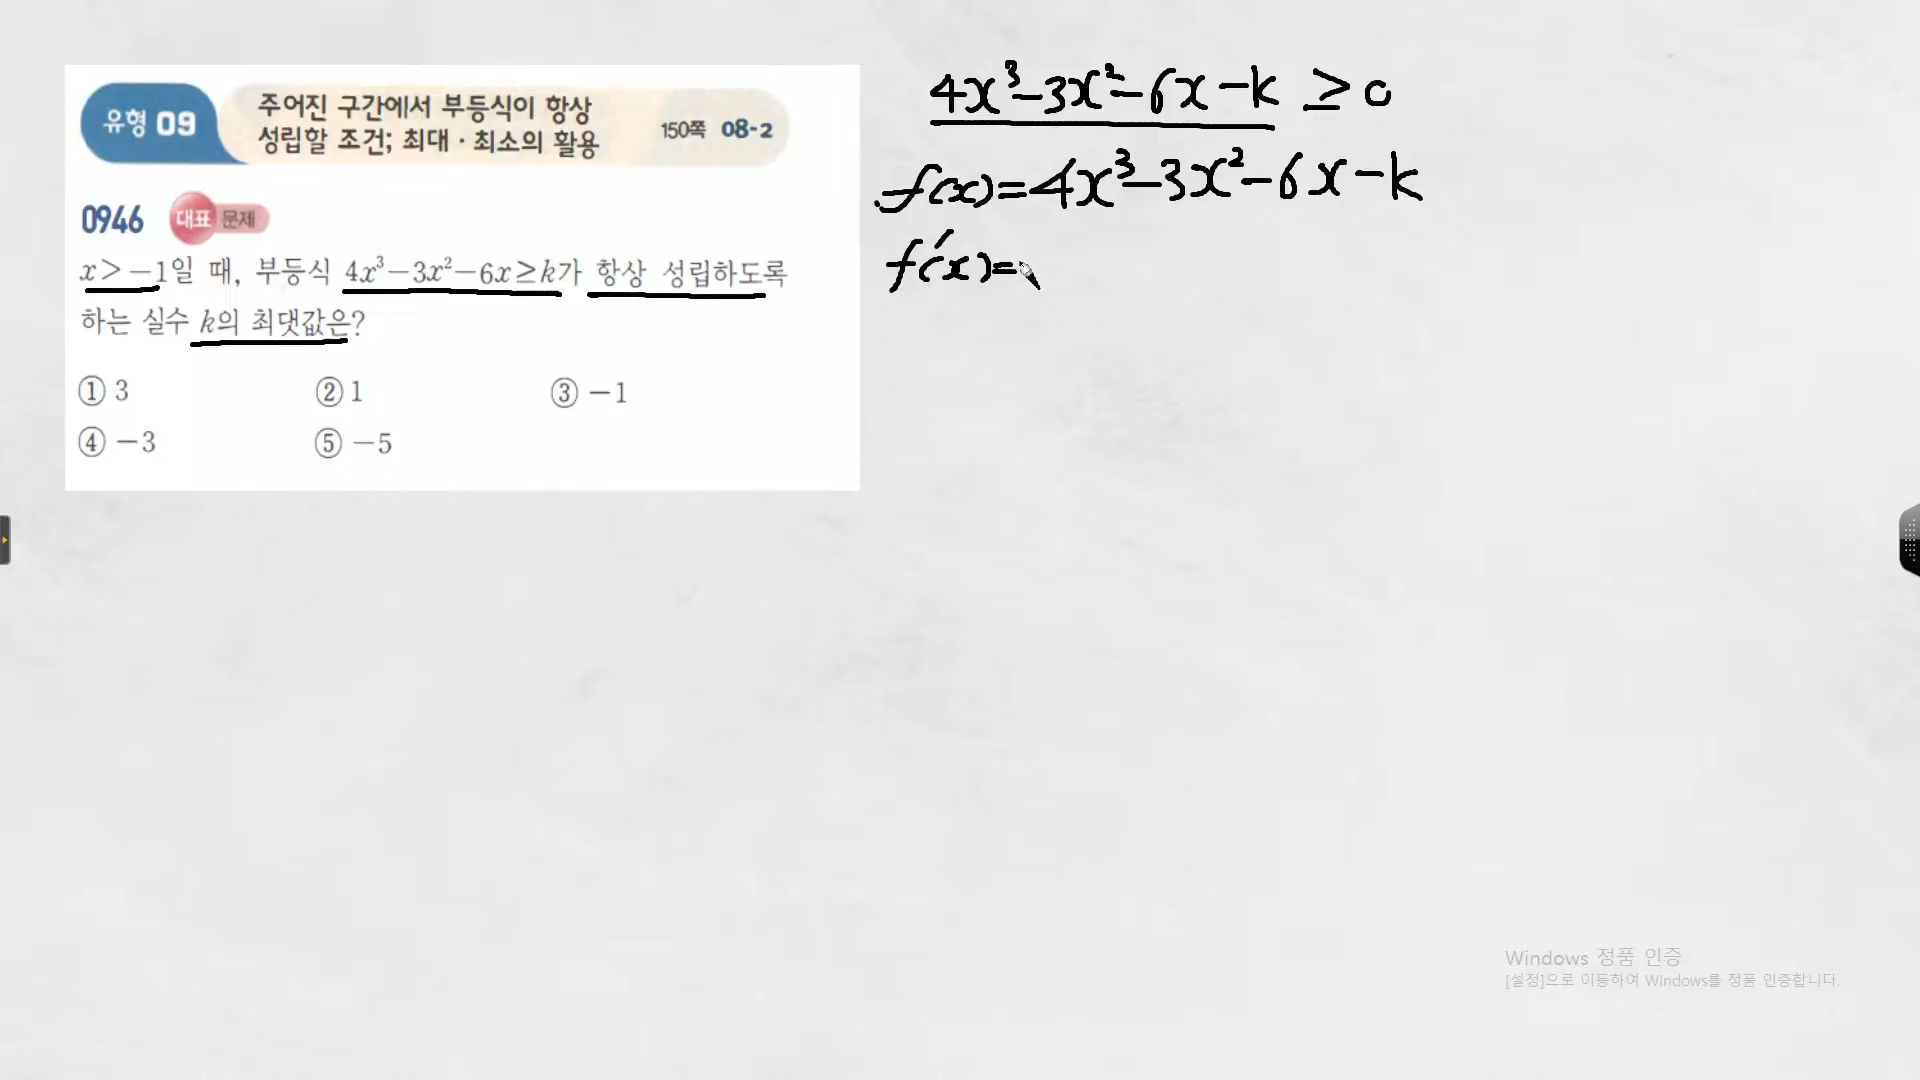 유형 09
주어진 구간에서 부등식이 항상
성립할 조건; 최대·최소의 활용
150쪽 08-2
0946 대표 문제
x>-1일 때, 부등식 4x³-3x²-6x≥k가 항상 성립하도록
하는 실수 k의 최댓값은?
① 3 ② 1 ③ -1
④ -3 ⑤ -5
4x³-3x²-6x-k ≥ 0
f(x)=4x³-3x²-6x-k
f'(x)=
Windows 정품 인증
[설정]으로 이동하여 Windows를 정품 인증합니다.